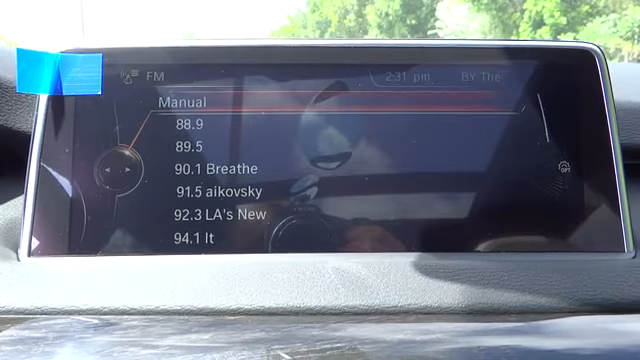 FM 2:31 pm BY The
Manual
88.9
89.5
90.1 Breathe
91.5 aikovsky
92.3 LA's New
94.1 It
OPT